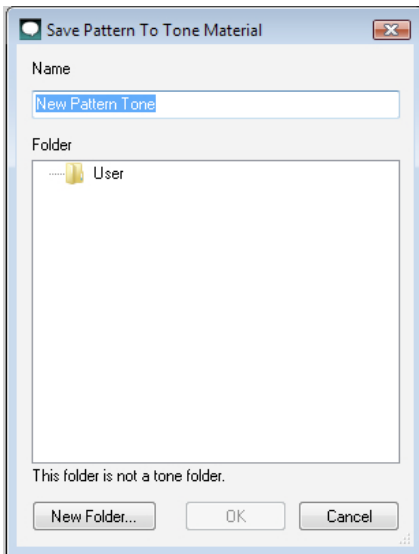 Save Pattern To Tone Material
Name
New Pattern Tone
Folder
User
This folder is not a tone folder.
New Folder... OK Cancel